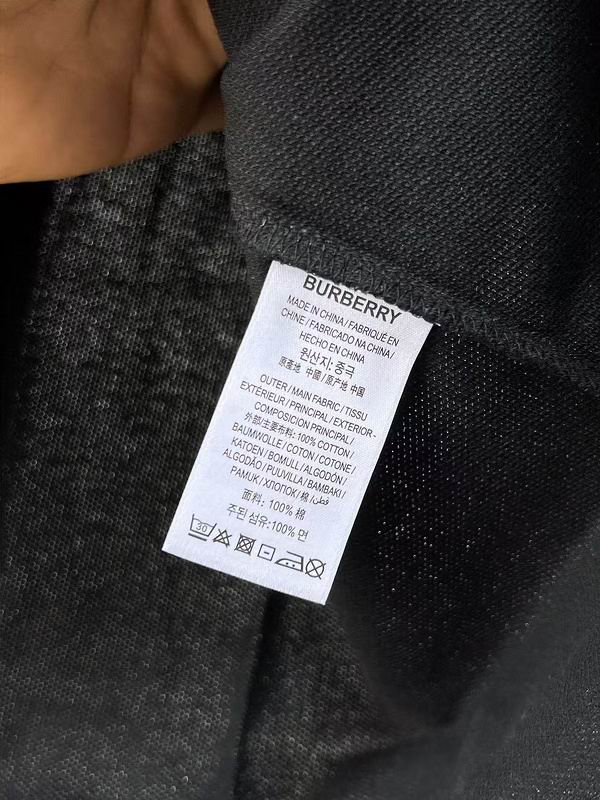 BURBERRY
MADE IN CHINA / FABRIQUÉ EN
CHINE / FABRICADO NA CHINA /
HECHO EN CHINA
원산지: 중국
原產地 中國 / 原产地 中国
OUTER / MAIN FABRIC / TISSU
EXTÉRIEUR / PRINCIPAL / EXTERIOR-
COMPOSICION PRINCIPAL /
外部/主要布料: 100% COTTON /
BAUMWOLLE / COTON / COTONE /
KATOEN / BOMULL / ALGODÓN /
ALGODÃO / PUUVILLA / BAMBAKI /
PAMUK / ХЛОПОК / 棉 / قطن
面料: 100% 棉
주된 섬유:100% 면
30